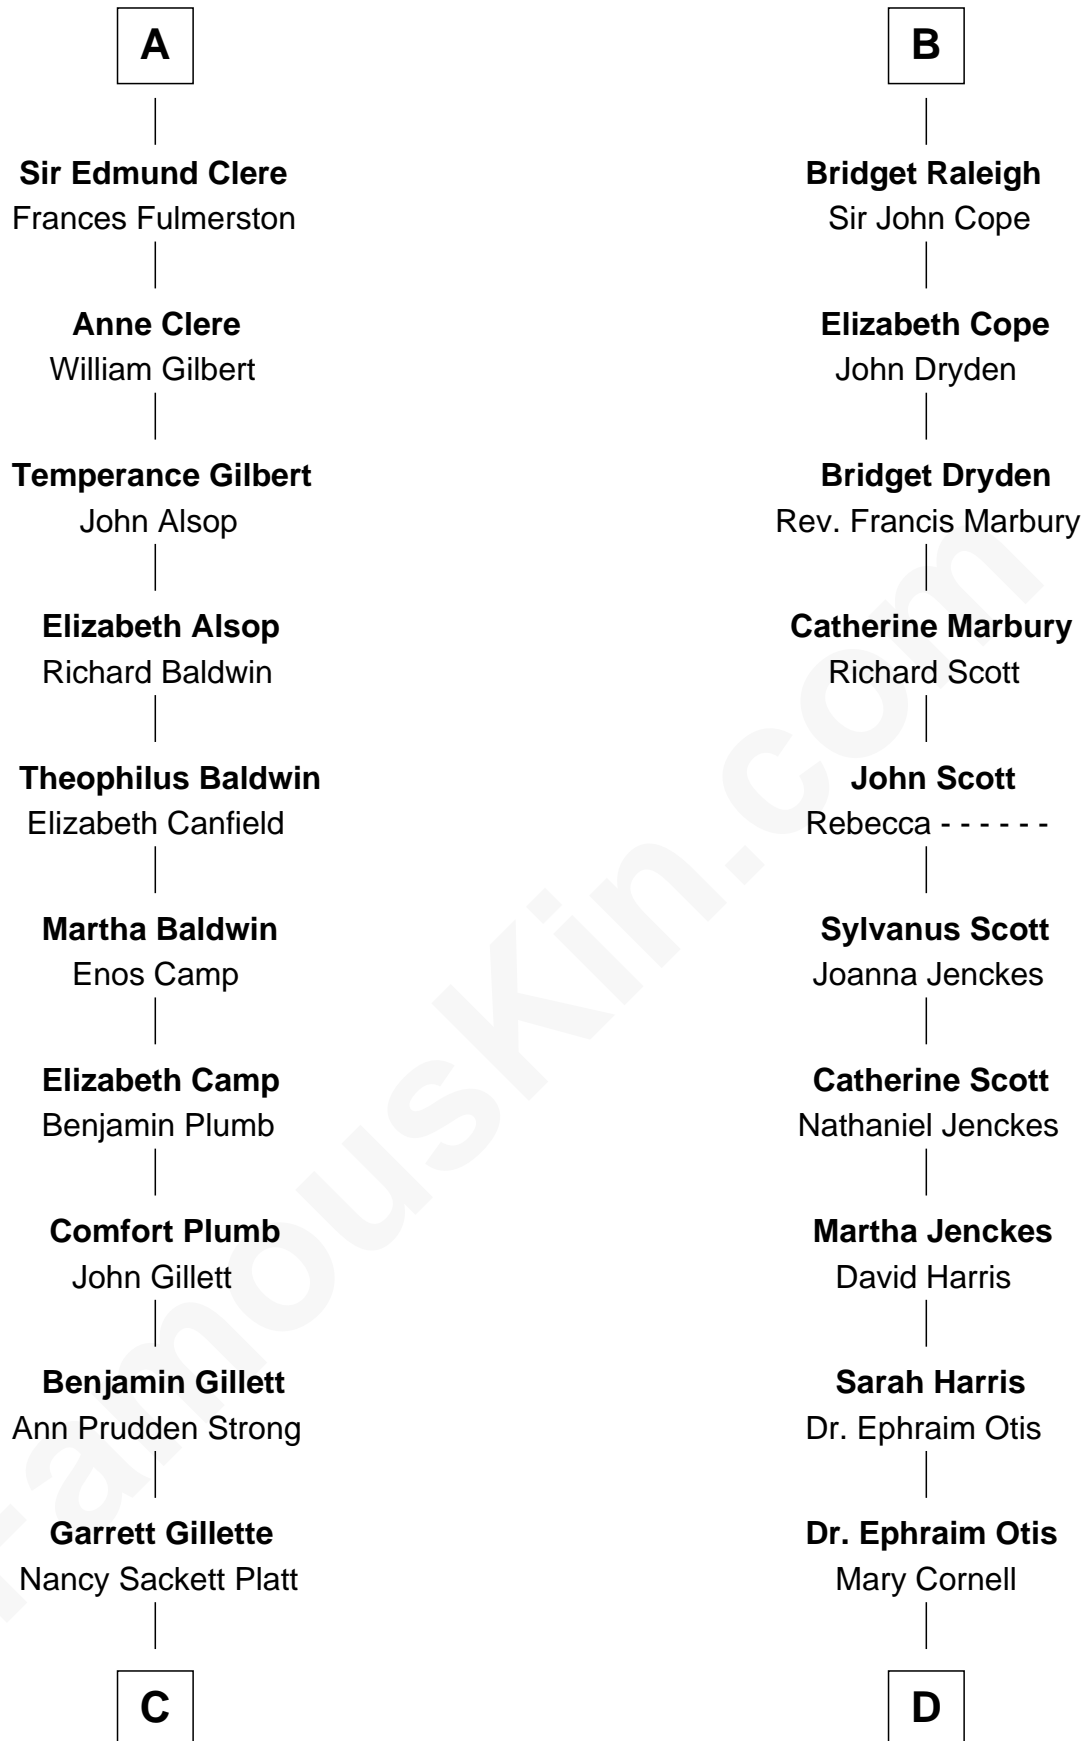 A
Sir Edmund Clere
Frances Fulmerston
Anne Clere
William Gilbert
Temperance Gilbert
John Alsop
Elizabeth Alsop
Richard Baldwin
Theophilus Baldwin
Elizabeth Canfield
Martha Baldwin
Enos Camp
Elizabeth Camp
Benjamin Plumb
Comfort Plumb
John Gillett
Benjamin Gillett
Ann Prudden Strong
Garrett Gillette
Nancy Sackett Platt
C
B
Bridget Raleigh
Sir John Cope
Elizabeth Cope
John Dryden
Bridget Dryden
Rev. Francis Marbury
Catherine Marbury
Richard Scott
John Scott
Rebecca - - - - - -
Sylvanus Scott
Joanna Jenckes
Catherine Scott
Nathaniel Jenckes
Martha Jenckes
David Harris
Sarah Harris
Dr. Ephraim Otis
Dr. Ephraim Otis
Mary Cornell
D
FamousKin.com